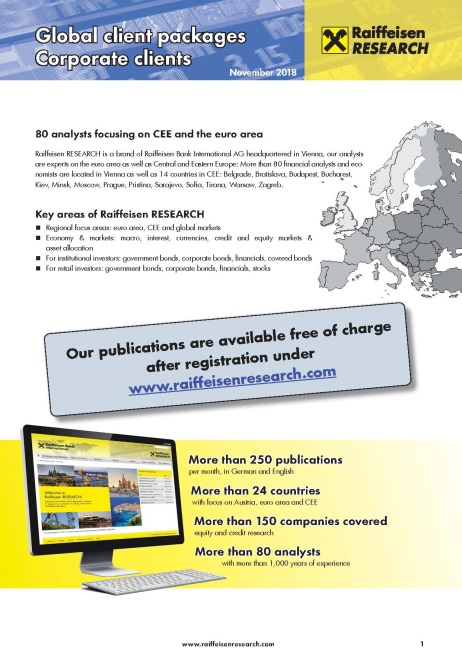 Global client packages
Corporate clients
November 2018
Raiffeisen
RESEARCH
80 analysts focusing on CEE and the euro area
Raiffeisen RESEARCH is a brand of Raiffeisen Bank International AG headquartered in Vienna, our analysts
are experts on the euro area as well as Central and Eastern Europe: More than 80 financial analysts and eco-
nomists are located in Vienna as well as 14 countries in CEE: Belgrade, Bratislava, Budapest, Bucharest,
Kiev, Minsk, Moscow, Prague, Pristina, Sarajevo, Sofia, Tirana, Warsaw, Zagreb.
Key areas of Raiffeisen RESEARCH
■ Regional focus areas: euro area, CEE and global markets
■ Economy & markets: macro, interest, currencies, credit and equity markets &
asset allocation
■ For institutional investors: government bonds, corporate bonds, financials, covered bonds
■ For retail investors: government bonds, corporate bonds, financials, stocks
Our publications are available free of charge
after registration under
www.raiffeisenresearch.com
More than 250 publications
per month, in German and English
More than 24 countries
with focus on Austria, euro area and CEE
More than 150 companies covered
equity and credit research
More than 80 analysts
with more than 1,000 years of experience
www.raiffeisenresearch.com
1